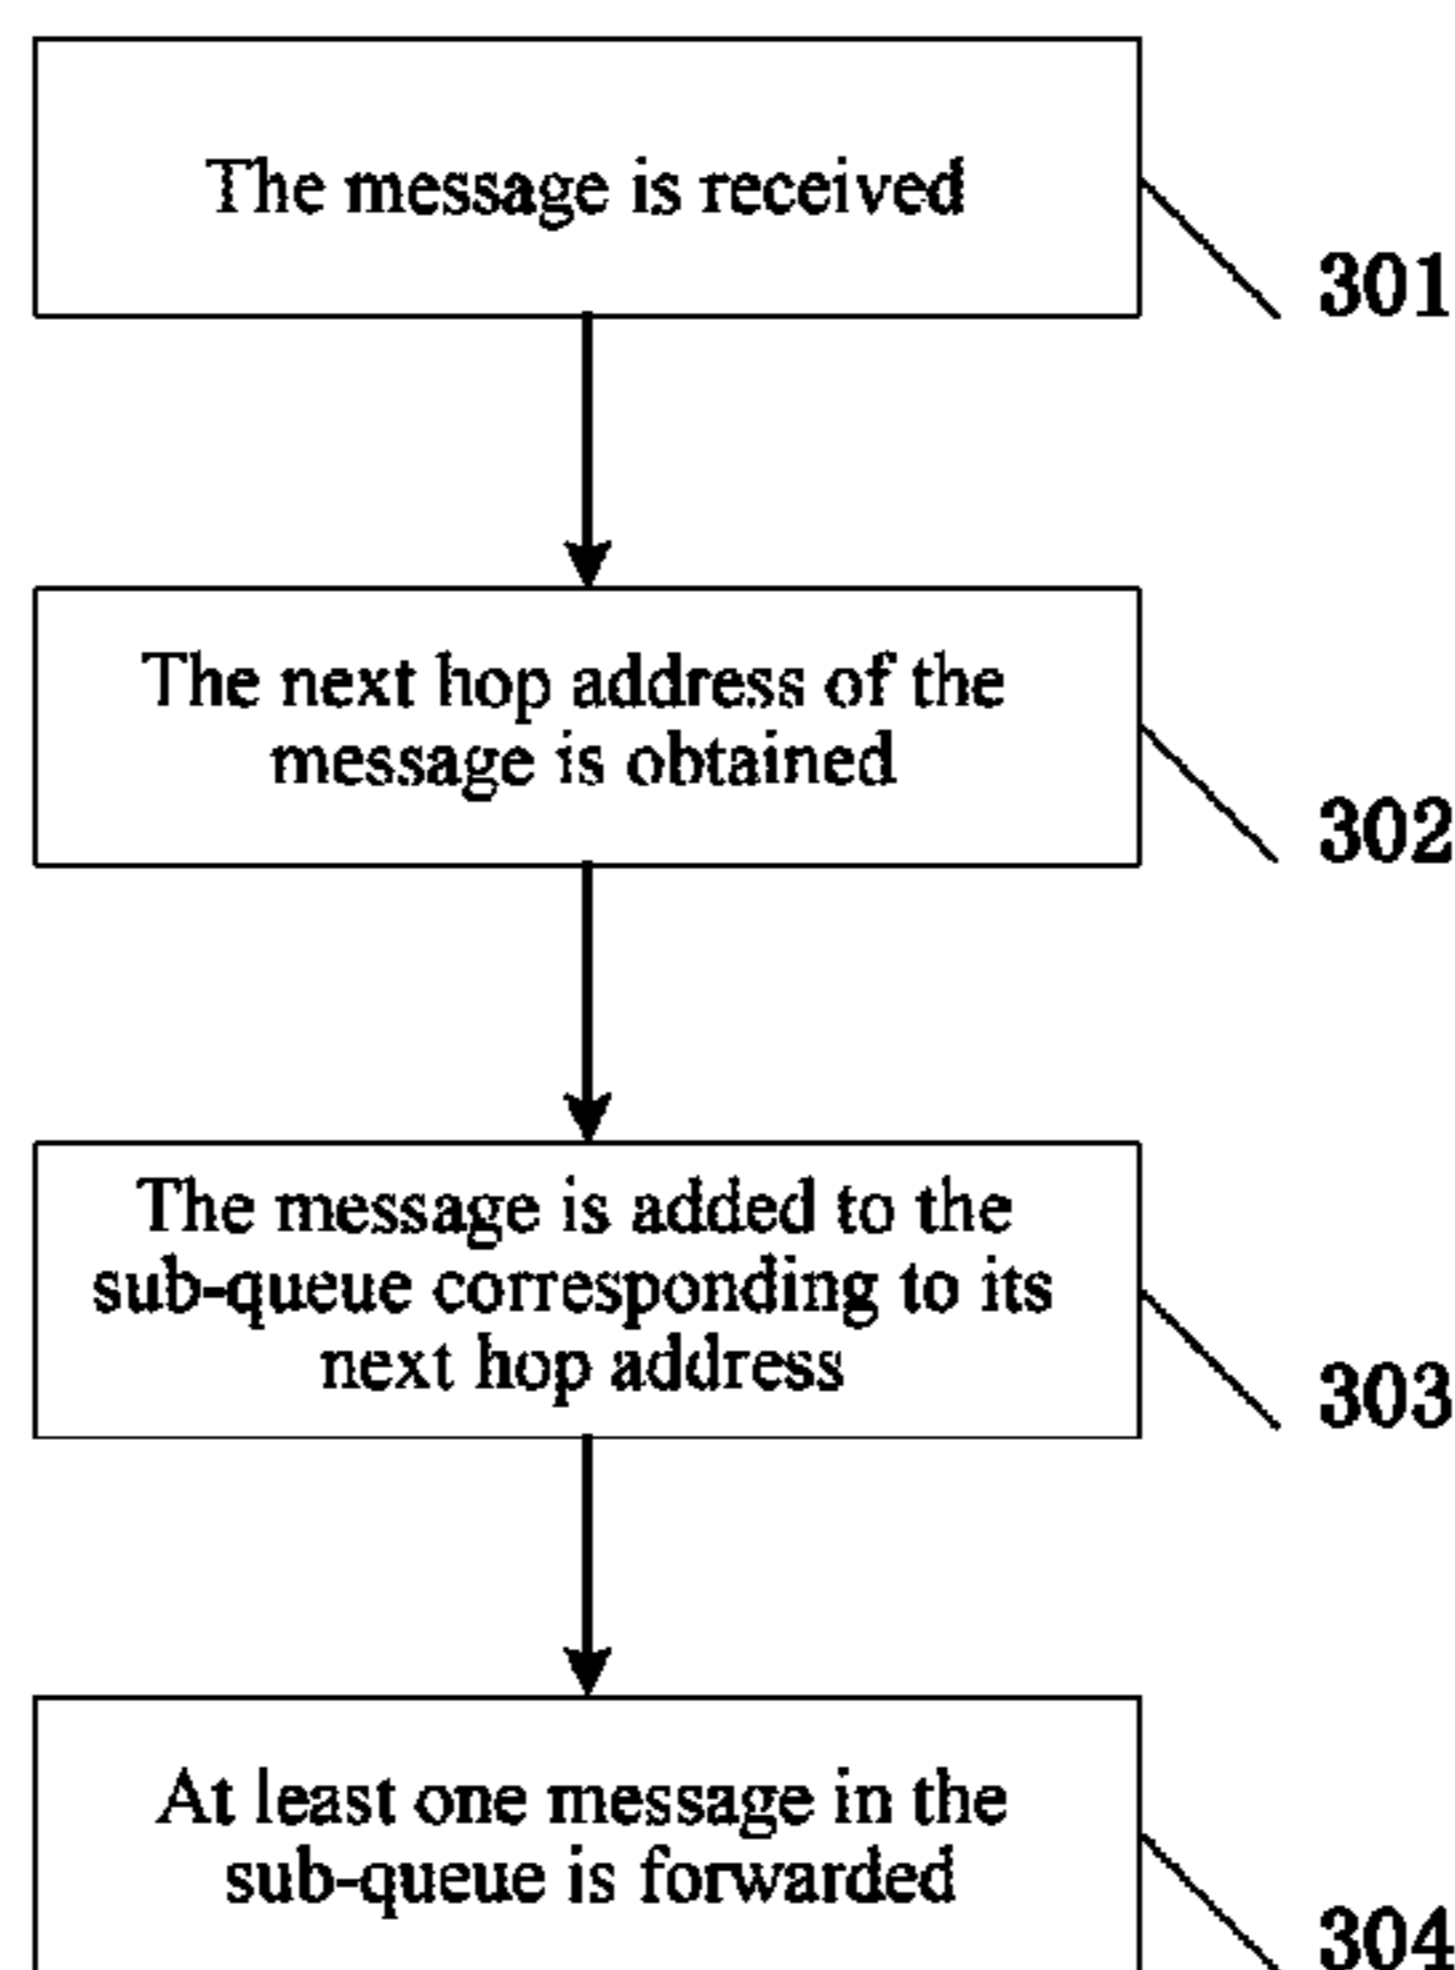 The message is received
301
The next hop address of the
message is obtained
302
The message is added to the
sub-queue corresponding to its
next hop address
303
At least one message in the
sub-queue is forwarded
304